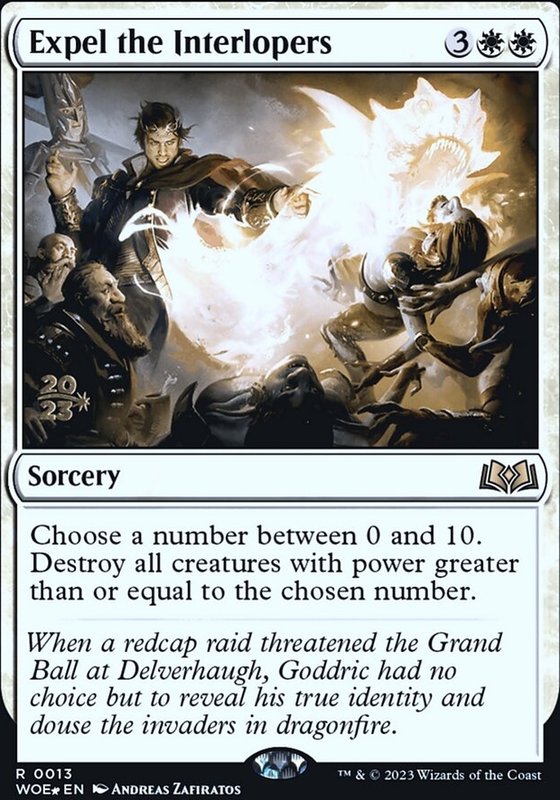 Expel the Interlopers 3
20
23
Sorcery
Choose a number between 0 and 10.
Destroy all creatures with power greater
than or equal to the chosen number.
When a redcap raid threatened the Grand
Ball at Delverhaugh, Goddric had no
choice but to reveal his true identity and
douse the invaders in dragonfire.
R 0013
WOE★EN ANDREAS ZAFIRATOS
™ & © 2023 Wizards of the Coast